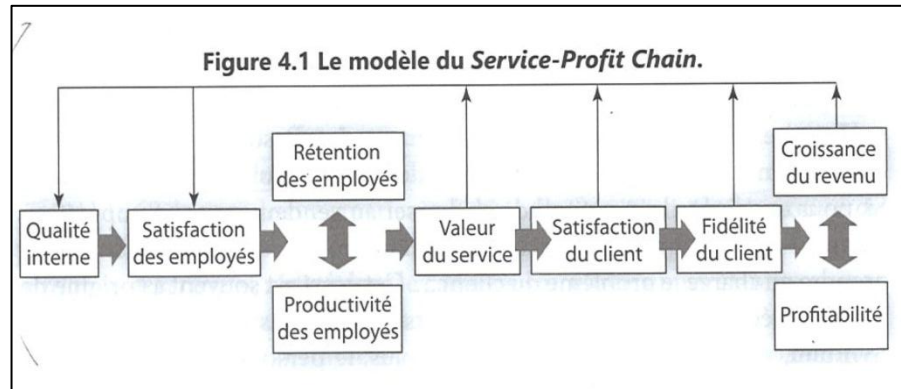 Figure 4.1 Le modèle du Service-Profit Chain.
Rétention
des employés
Croissance
du revenu
Qualité
interne
Satisfaction
des employés
Valeur
du service
Satisfaction
du client
Fidélité
du client
Productivité
des employés
Profitabilité